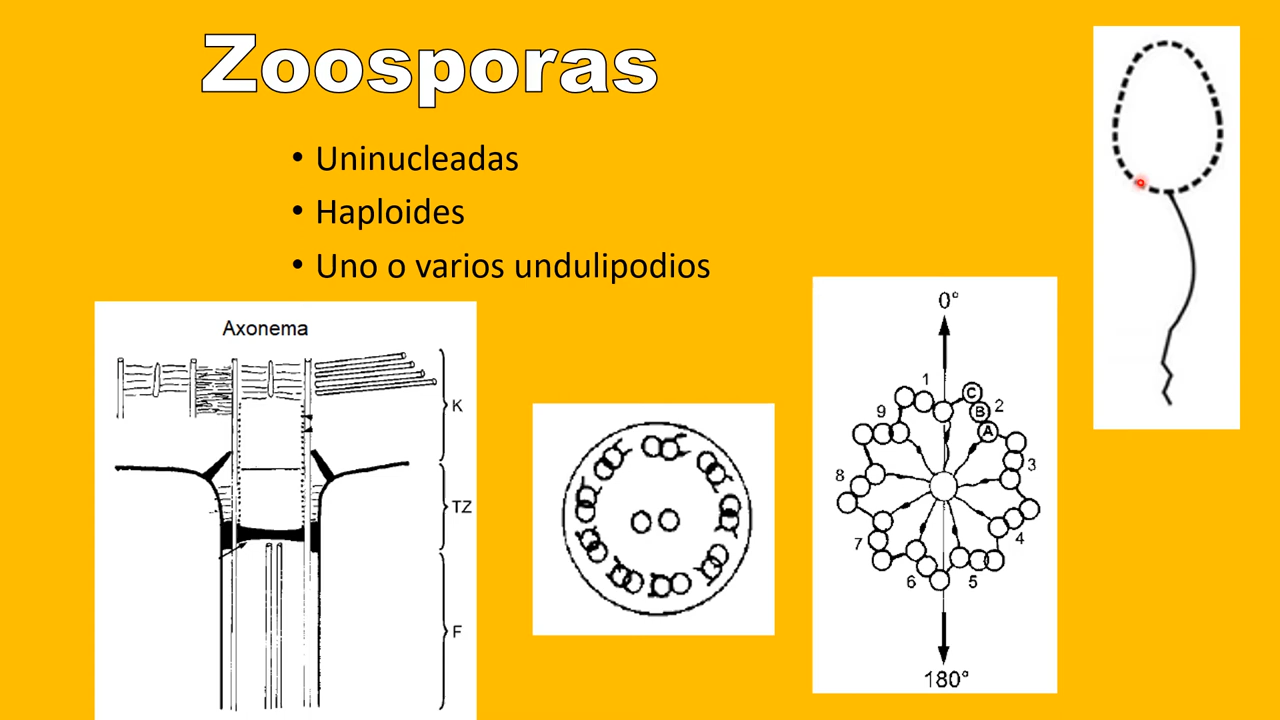 Zoosporas
• Uninucleadas
• Haploides
• Uno o varios undulipodios
Axonema
K
TZ
F
0°
1
C
2
B
A
9
3
8
4
7
6
5
180°